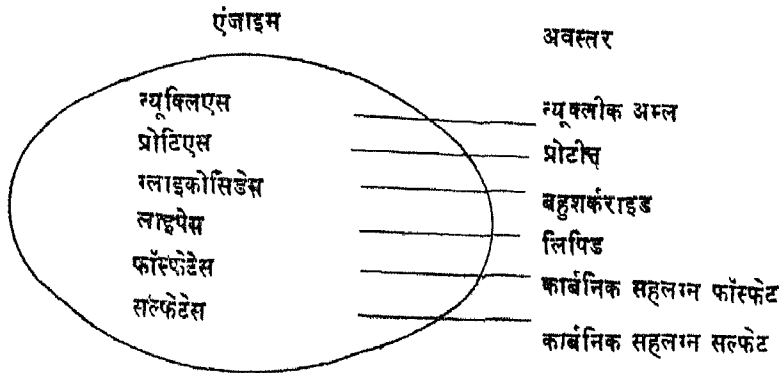 एंजाइम
अवस्तर
न्यूक्लिएस
न्यूक्लीक अम्ल
प्रोटिएस
प्रोटीन
ग्लाइकोसिडेस
बहुशर्कराइड
लाइपेस
लिपिड
फॉस्फेटेस
कार्बनिक सहलग्न फॉस्फेट
सल्फेटेस
कार्बनिक सहलग्न सल्फेट